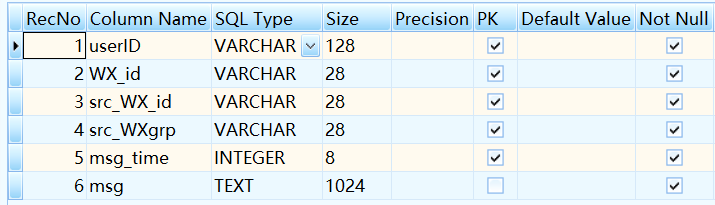 RecNo Column Name SQL Type Size Precision PK Default Value Not Null
1 userID VARCHAR 128
2 WX_id VARCHAR 28
3 src_WX_id VARCHAR 28
4 src_WXgrp VARCHAR 28
5 msg_time INTEGER 8
6 msg TEXT 1024